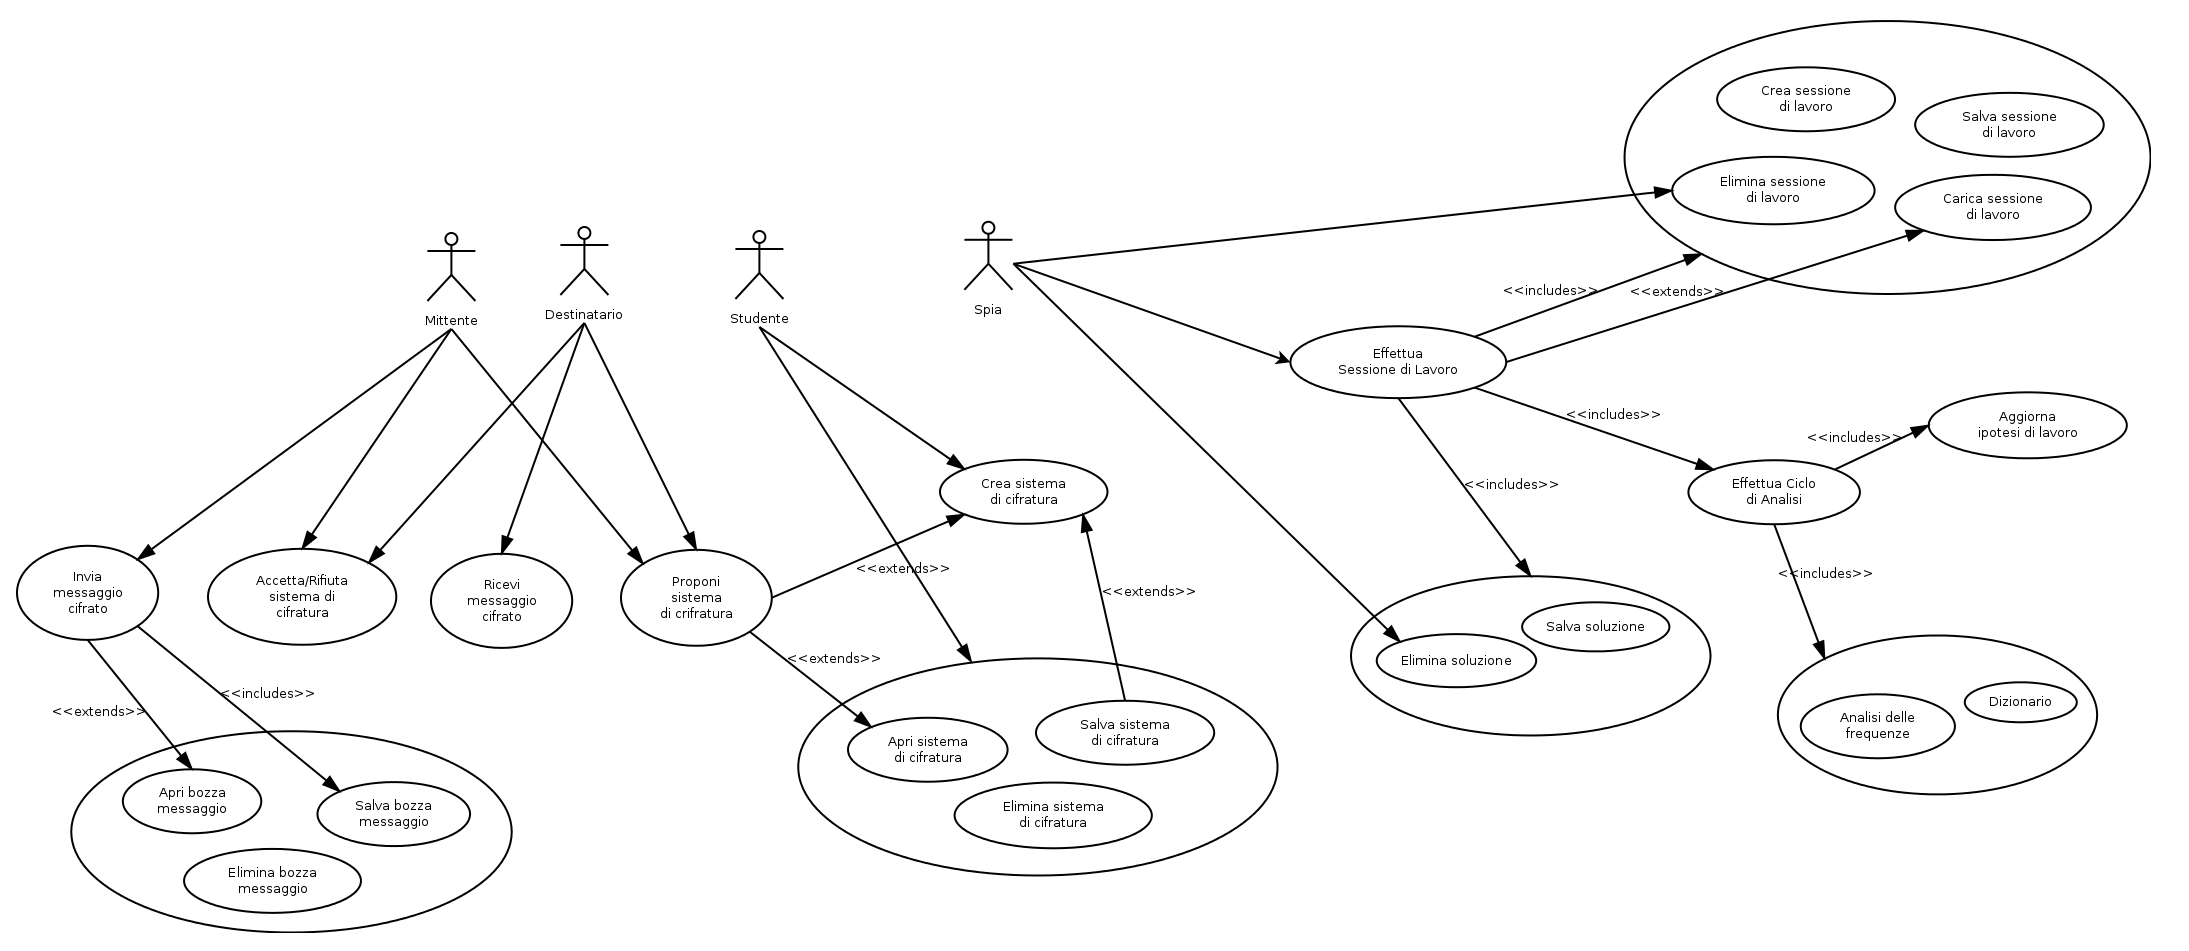 Crea sessione
di lavoro
Salva sessione
di lavoro
Elimina sessione
di lavoro
Carica sessione
di lavoro
Mittente
Destinatario
Studente
Spia
<<includes>>
<<extends>>
Effettua
Sessione di Lavoro
<<includes>>
<<includes>>
Aggiorna
ipotesi di lavoro
Crea sistema
di cifratura
<<includes>>
Effettua Ciclo
di Analisi
Invia
messaggio
cifrato
Accetta/Rifiuta
sistema di
cifratura
Ricevi
messaggio
cifrato
Proponi
sistema
di crifratura
<<extends>>
<<extends>>
<<includes>>
<<extends>>
Salva soluzione
Elimina soluzione
<<includes>>
<<extends>>
Apri sistema
di cifratura
Salva sistema
di cifratura
Elimina sistema
di cifratura
Analisi delle
frequenze
Dizionario
Apri bozza
messaggio
Salva bozza
messaggio
Elimina bozza
messaggio